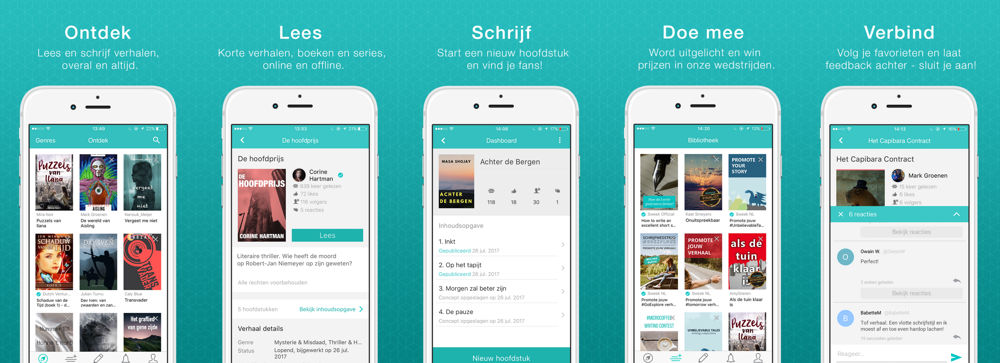 Ontdek
Lees en schrijf verhalen,
overal en altijd.
13:49
22%
Genres
Ontdek
Puzzels
van
Ilana
Mira Noir
AISLING
Nanouk Meijer
Vergeet
me
niet
Mira Noir
Puzzels van
Ilana
Mark Groenen
De wereld van
Aisling
Nanouk_Meijer
Vergeet me niet
JEN MINKMAN
SCHADUW
VAN DE TIJD
BOEK 1
DAV IVEN
PROZALY
TRANS
VADER
Dutch Ventur...
Schaduw van de
Tijd (boek 1) - d...
Julian Tunru
Dav Iven: van
zwaarden en zan...
Caly Blue
Transvader
Nummer 101
Hanne 't Hart
DE
DRAKENKONING
Het graflied
van gene zijde
Lees
Korte verhalen, boeken en series,
online en offline.
13:53
21%
De hoofdprijs
De hoofdprijs
DE
HOOFDPRIJS
CORINE HARTMAN
Corine
Hartman
839 keer gelezen
72 likes
116 volgers
5 reacties
Lees
Literaire thriller. Wie heeft de moord
op Robert-Jan Niemeyer op zijn geweten?
Alle rechten voorbehouden
5 hoofdstukken
Bekijk inhoudsopgave
Verhaal details
Genre
Mysterie & Misdaad, Thriller & H...
Status
Lopend, bijgewerkt op 26 jul.
2017
Schrijf
Start een nieuw hoofdstuk
en vind je fans!
14:06
17%
Dashboard
MASA SHOJAY
ACHTER
DE BERGEN
Achter de Bergen
118
18
30
1
Inhoudsopgave
1. Inkt
Gepubliceerd 26 jul. 2017
2. Op het tapijt
Gepubliceerd 26 jul. 2017
3. Morgen zal beter zijn
Concept opgeslagen op 26 jul. 2017
4. De pauze
Concept opgeslagen op 26 jul. 2017
Nieuw hoofdstuk
Doe mee
Word uitgelicht en win
prijzen in onze wedstrijden.
14:20
13%
Bibliotheek
How do I write
good micro fiction?
#tomorrow
FINALIST
PROMOTE
YOUR
STORY
Sweek Official
How to write an
excellent short s...
Kaat Smeyers
Onuitspreekbaar
Sweek NL
Promote jouw
#UnbelievableTa...
SCHRIJFWEDSTRIJD
#GOEXPLORE
PROMOTE JOUW VERHAAL!
Win een
GoPro!
PROMOTE
JOUW
VERHAAL
als de
tuin
klaar
is
#tomorrow
WINNAAR
Sweek NL
Promote jouw
#GoExplore verh...
Sweek NL
Promote jouw
#tomorrow verh...
AmyGreren
Als de tuin klaar
is
#MICROCOFFEE
WRITING CONTEST
UNBELIEVABLE TALES
writing competition
Puzzels
van
Ilana
Verbind
Volg je favorieten en laat
feedback achter - sluit je aan!
14:13
16%
Het Capibara Contract
Het Capibara Contract
Mark Groenen
15 keer gelezen
6 likes
6 volgers
6 reacties
Bekijk reacties
O
Owain W. @OwainW
Perfect!
2 weken geleden
Bekijk reacties
B
BabetteM @BabetteM
Tof verhaal. Een vlotte schrijfstijl en ik
moest af en toe even hardop lachen!
19 seconden geleden
Reageer...